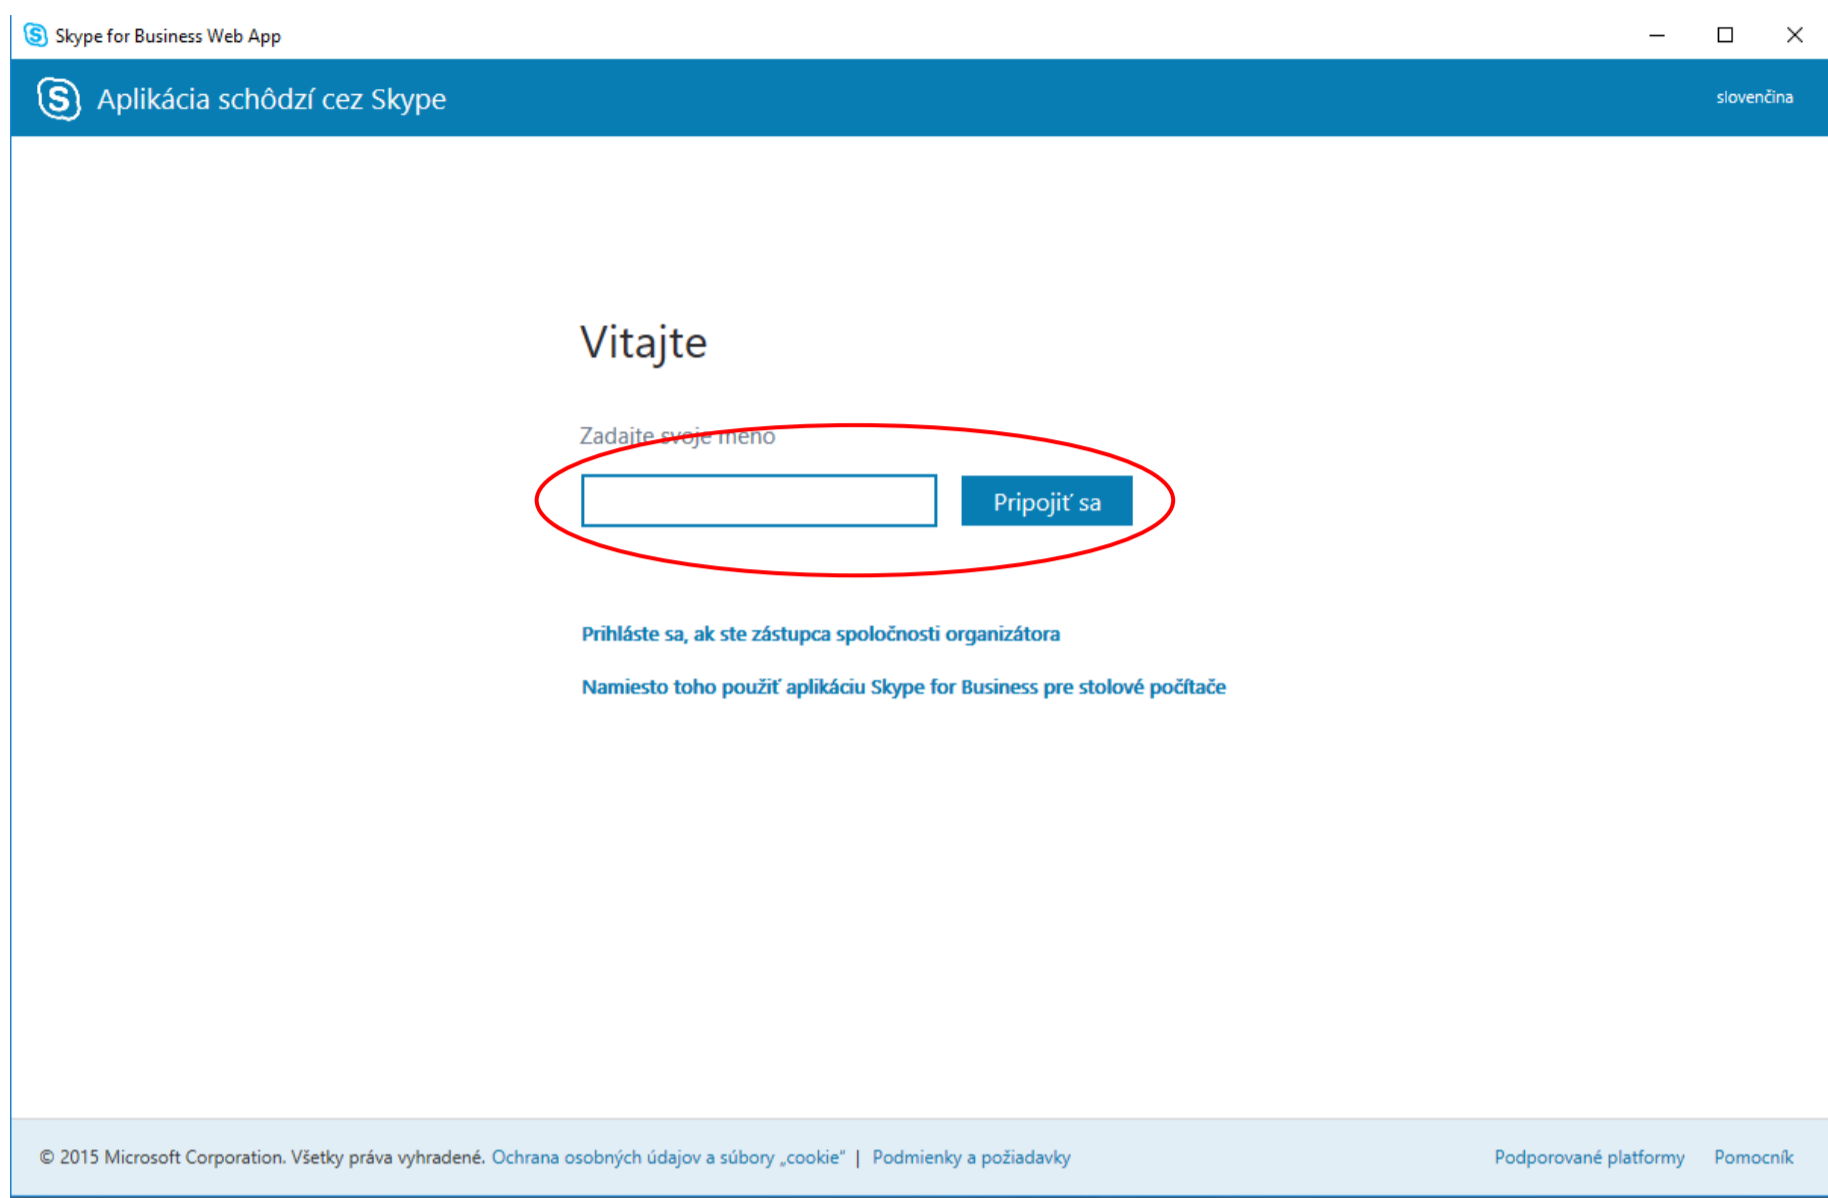 Skype for Business Web App
Aplikácia schôdzí cez Skype
slovenčina
Vitajte
Zadajte svoje meno
Pripojiť sa
Prihláste sa, ak ste zástupca spoločnosti organizátora
Namiesto toho použiť aplikáciu Skype for Business pre stolové počítače
© 2015 Microsoft Corporation. Všetky práva vyhradené. Ochrana osobných údajov a súbory „cookie“ | Podmienky a požiadavky Podporované platformy Pomocník